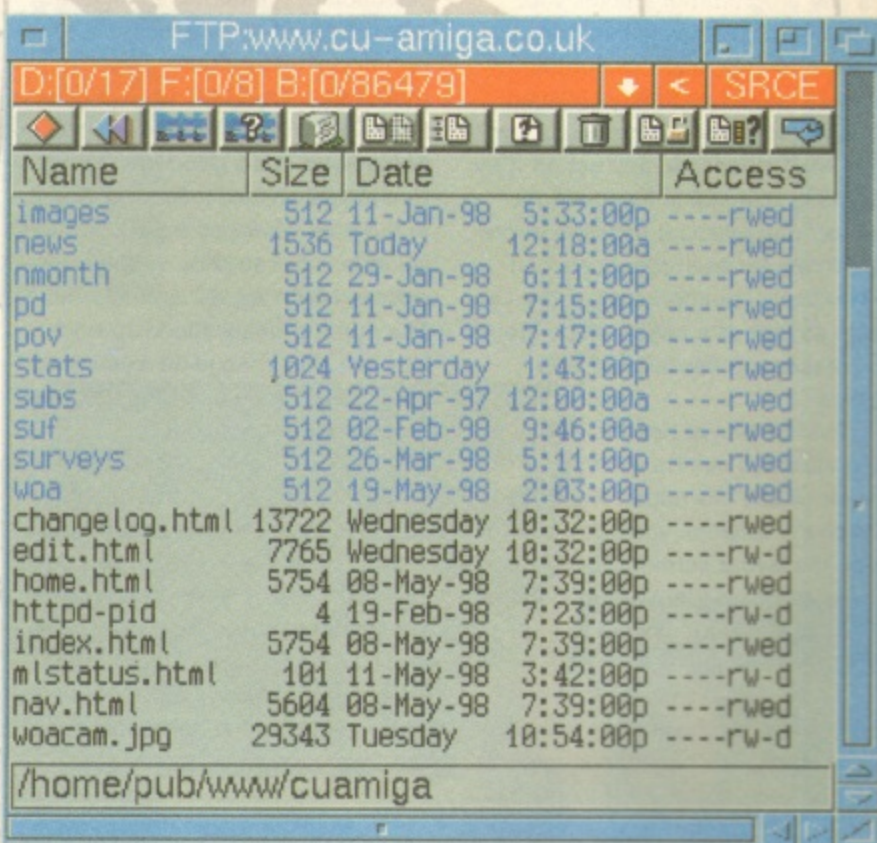 FTP:www.cu-amiga.co.uk
D:[0/17] F:[0/8] B:[0/86479] < SRCE
Name Size Date Access
images 512 11-Jan-98 5:33:00p ----rwed
news 1536 Today 12:18:00a ----rwed
nmonth 512 29-Jan-98 6:11:00p ----rwed
pd 512 11-Jan-98 7:15:00p ----rwed
pov 512 11-Jan-98 7:17:00p ----rwed
stats 1024 Yesterday 1:43:00p ----rwed
subs 512 22-Apr-97 12:00:00a ----rwed
suf 512 02-Feb-98 9:46:00a ----rwed
surveys 512 26-Mar-98 5:11:00p ----rwed
woa 512 19-May-98 2:03:00p ----rwed
changelog.html 13722 Wednesday 10:32:00p ----rwed
edit.html 7765 Wednesday 10:32:00p ----rw-d
home.html 5754 08-May-98 7:39:00p ----rwed
httpd-pid 4 19-Feb-98 7:23:00p ----rw-d
index.html 5754 08-May-98 7:39:00p ----rwed
mlstatus.html 101 11-May-98 3:42:00p ----rw-d
nav.html 5604 08-May-98 7:39:00p ----rwed
woacam.jpg 29343 Tuesday 10:54:00p ----rw-d
/home/pub/www/cuamiga